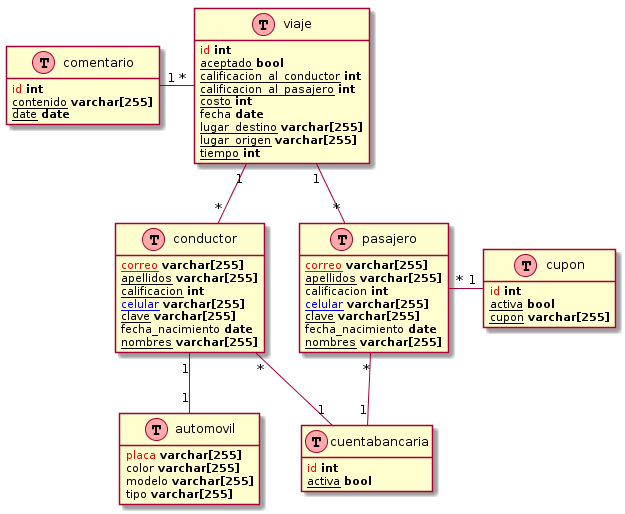 T viaje
id int
aceptado bool
calificacion_al_conductor int
calificacion_al_pasajero int
costo int
fecha date
lugar_destino varchar[255]
lugar_origen varchar[255]
tiempo int
T comentario
id int
contenido varchar[255]
date date
1 *
1
*
1
*
T conductor
correo varchar[255]
apellidos varchar[255]
calificacion int
celular varchar[255]
clave varchar[255]
fecha_nacimiento date
nombres varchar[255]
T pasajero
correo varchar[255]
apellidos varchar[255]
calificacion int
celular varchar[255]
clave varchar[255]
fecha_nacimiento date
nombres varchar[255]
* 1
T cupon
id int
activa bool
cupon varchar[255]
1
1
*
1
*
1
T automovil
placa varchar[255]
color varchar[255]
modelo varchar[255]
tipo varchar[255]
T cuentabancaria
id int
activa bool